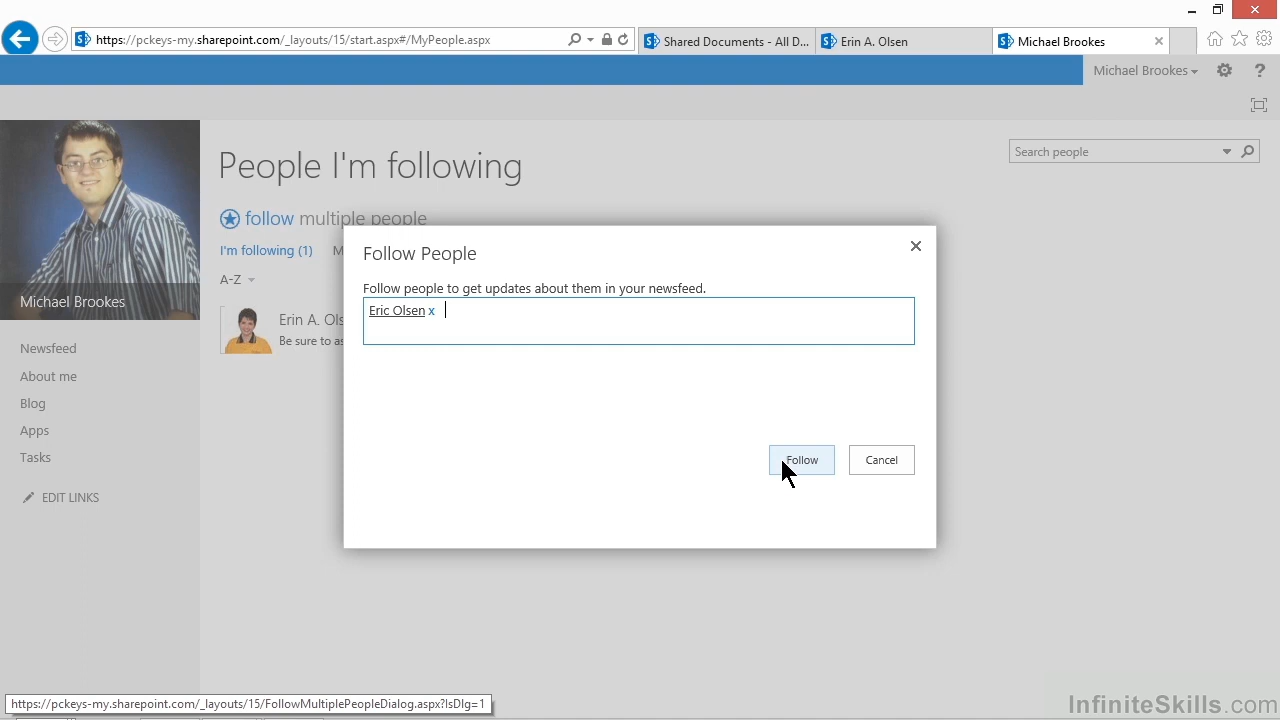 https://pckeys-my.sharepoint.com/_layouts/15/start.aspx#/MyPeople.aspx
Shared Documents - All D...
Erin A. Olsen
Michael Brookes
Michael Brookes
?
People I'm following
Search people
follow multiple people
I'm following (1) M
A-Z
Michael Brookes
Erin A. Ols
Be sure to as
Newsfeed
About me
Blog
Apps
Tasks
EDIT LINKS
Follow People
Follow people to get updates about them in your newsfeed.
Eric Olsen x
Follow
Cancel
https://pckeys-my.sharepoint.com/_layouts/15/FollowMultiplePeopleDialog.aspx?IsDlg=1
InfiniteSkills.com